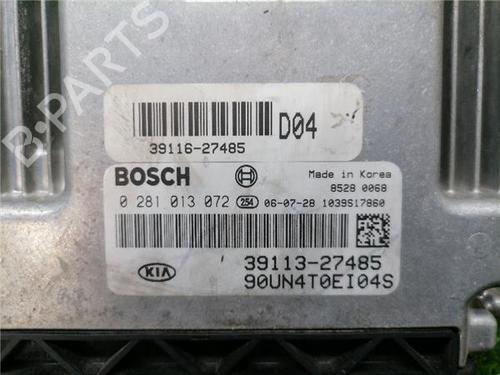 B-PARTS
39116-27485
D04
BOSCH
Made in Korea
8528 0068
0 281 013 072 254 06-07-28 1039S17860
KIA
39113-27485
90UN4T0EI04S